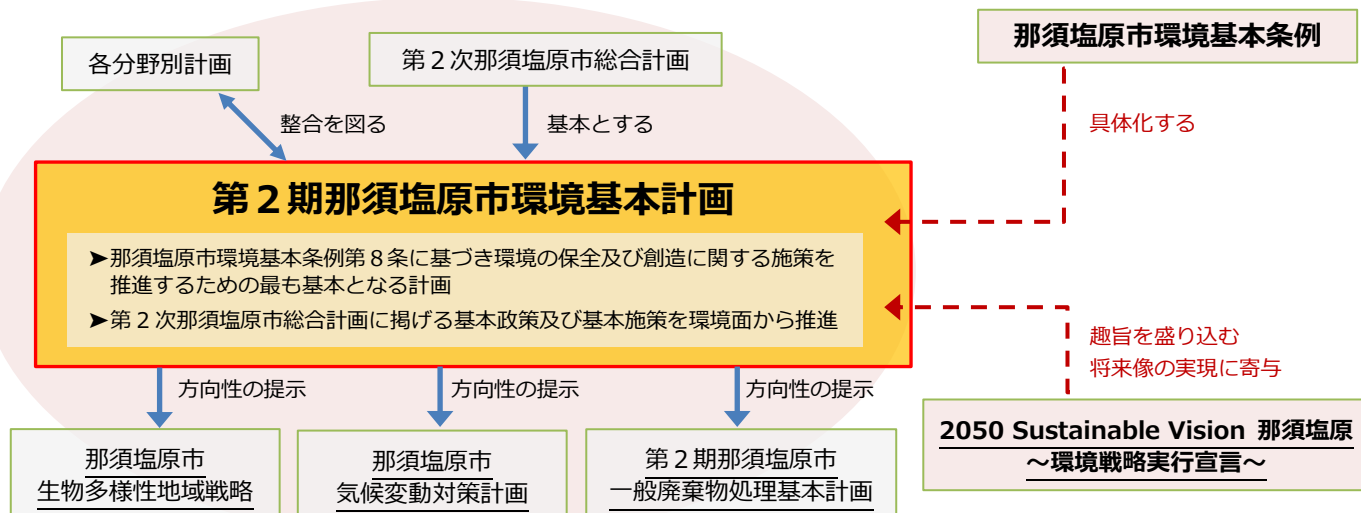 那須塩原市環境基本条例
各分野別計画
第２次那須塩原市総合計画
整合を図る
基本とする
具体化する
第２期那須塩原市環境基本計画
➤那須塩原市環境基本条例第８条に基づき環境の保全及び創造に関する施策を
推進するための最も基本となる計画
➤第２次那須塩原市総合計画に掲げる基本政策及び基本施策を環境面から推進
趣旨を盛り込む
将来像の実現に寄与
方向性の提示
方向性の提示
方向性の提示
2050 Sustainable Vision 那須塩原
～環境戦略実行宣言～
那須塩原市
生物多様性地域戦略
那須塩原市
気候変動対策計画
第２期那須塩原市
一般廃棄物処理基本計画